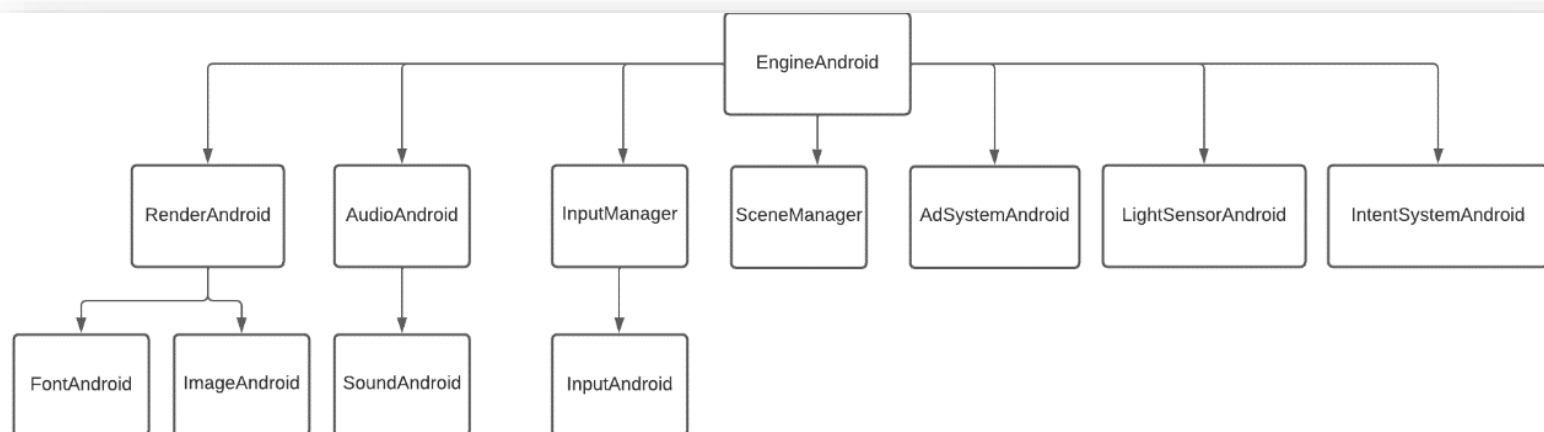 EngineAndroid
RenderAndroid
AudioAndroid
InputManager
SceneManager
AdSystemAndroid
LightSensorAndroid
IntentSystemAndroid
FontAndroid
ImageAndroid
SoundAndroid
InputAndroid